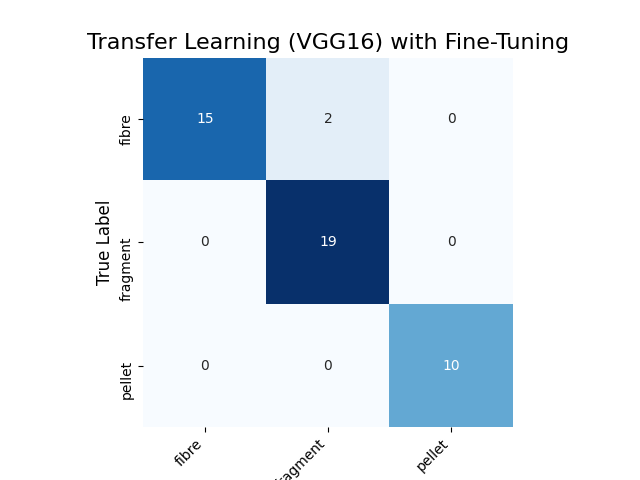 Transfer Learning (VGG16) with Fine-Tuning
True Label
fibre
15
2
0
fragment
0
19
0
pellet
0
0
10
fibre
ragment
pellet